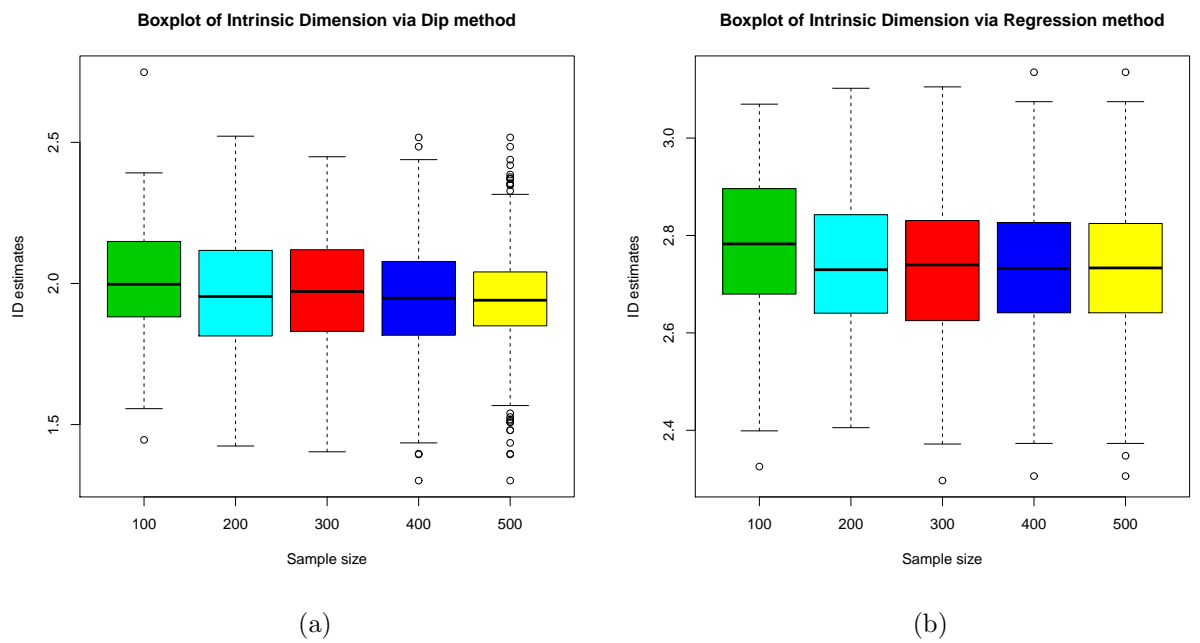 Boxplot of Intrinsic Dimension via Dip method
2.5
2.0
1.5
ID estimates
100 200 300 400 500
Sample size
(a)
Boxplot of Intrinsic Dimension via Regression method
3.0
2.8
2.6
2.4
ID estimates
100 200 300 400 500
Sample size
(b)